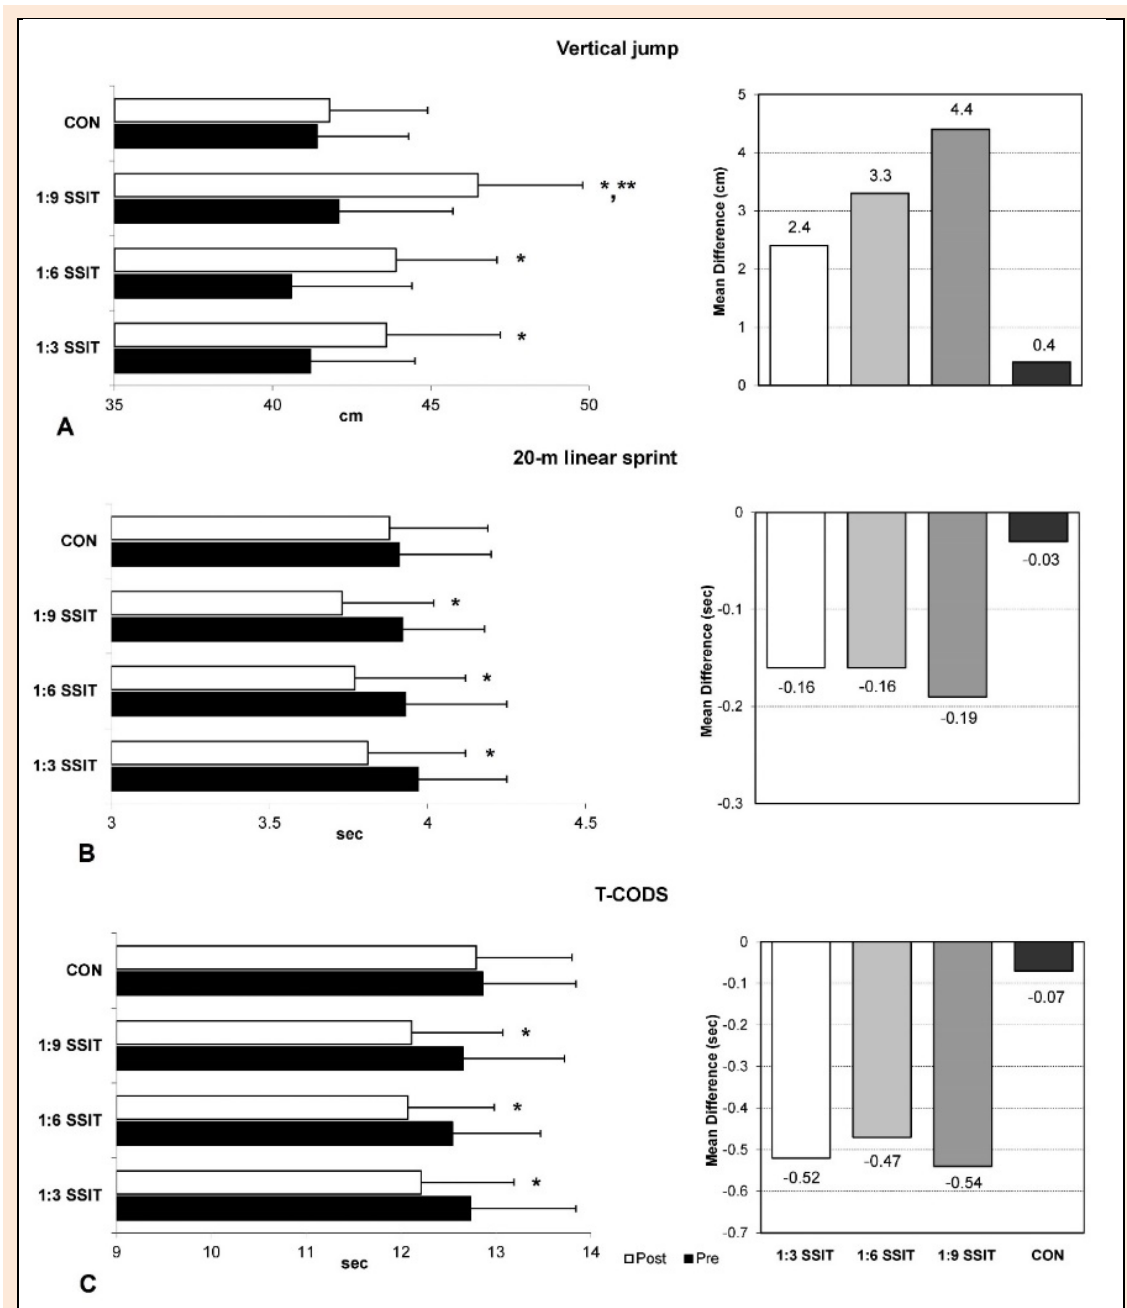 Vertical jump
CON
1:9 SSIT
*,**
1:6 SSIT
*
1:3 SSIT
*
35 40 45 50
cm
A
Mean Difference (cm)
5
4
3
2
1
0
2.4
3.3
4.4
0.4
20-m linear sprint
CON
1:9 SSIT
*
1:6 SSIT
*
1:3 SSIT
*
3 3.5 4 4.5
sec
B
Mean Difference (sec)
0
-0.1
-0.2
-0.3
-0.16
-0.16
-0.19
-0.03
T-CODS
CON
1:9 SSIT
*
1:6 SSIT
*
1:3 SSIT
*
9 10 11 12 13 14
sec
Post Pre
C
Mean Difference (sec)
0
-0.1
-0.2
-0.3
-0.4
-0.5
-0.6
-0.7
-0.52
-0.47
-0.54
-0.07
1:3 SSIT 1:6 SSIT 1:9 SSIT CON